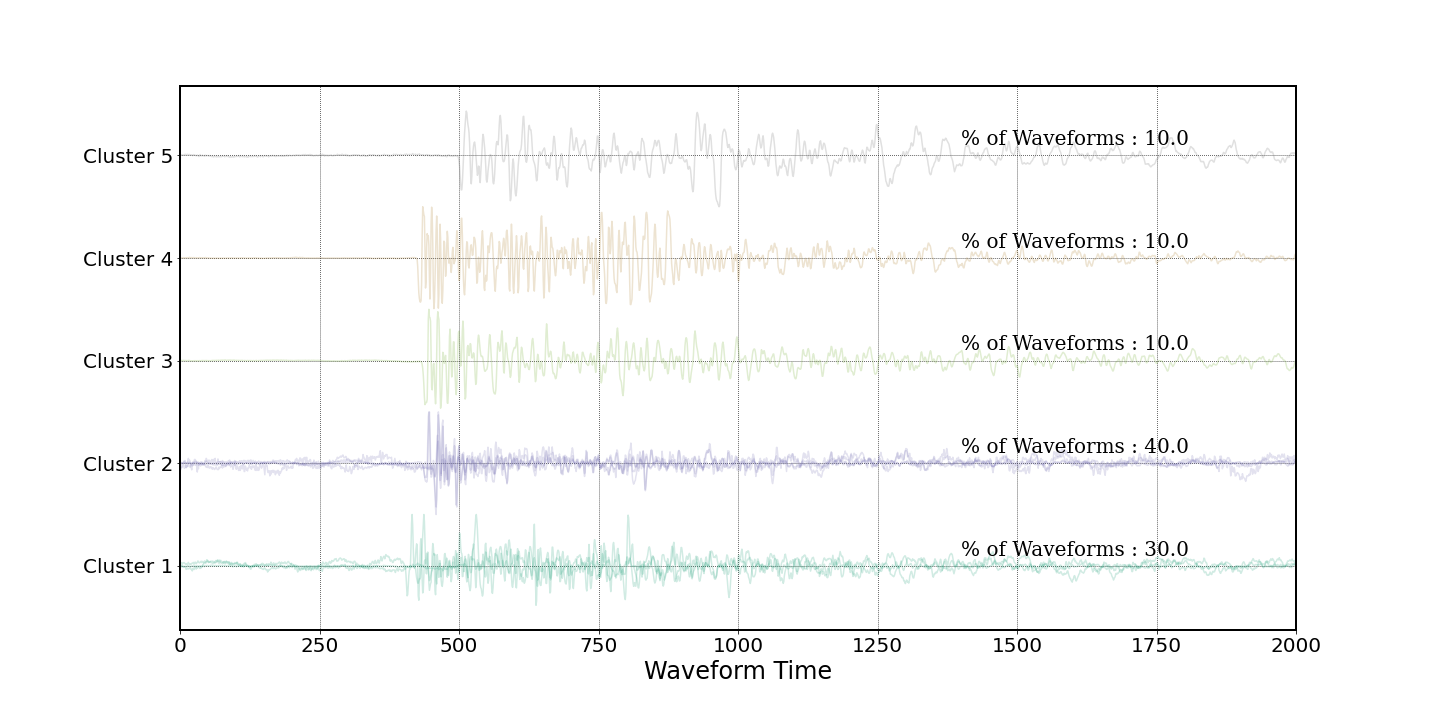 Cluster 5
% of Waveforms : 10.0
Cluster 4
% of Waveforms : 10.0
Cluster 3
% of Waveforms : 10.0
Cluster 2
% of Waveforms : 40.0
Cluster 1
% of Waveforms : 30.0
0 250 500 750 1000 1250 1500 1750 2000
Waveform Time